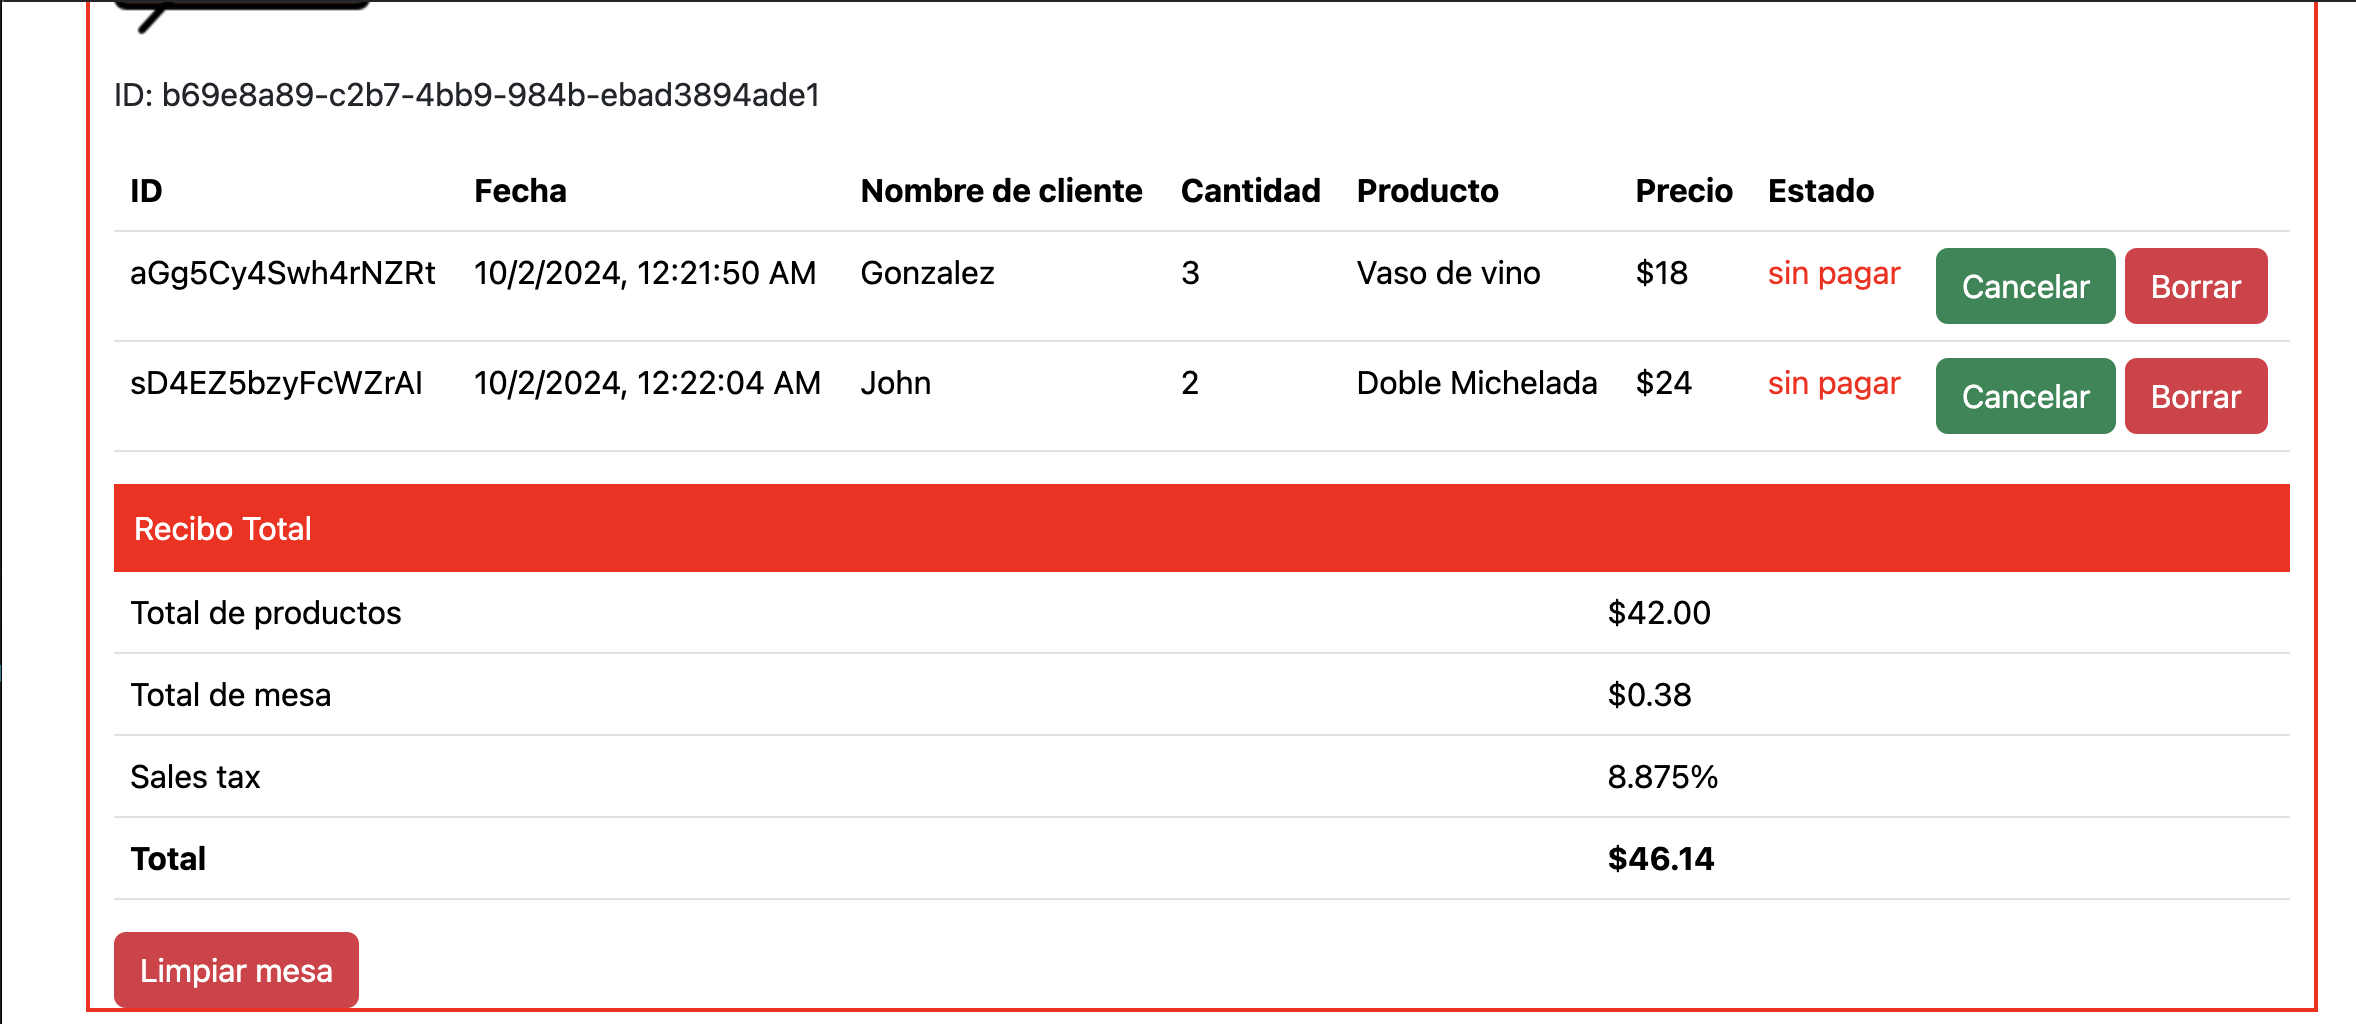 ID: b69e8a89-c2b7-4bb9-984b-ebad3894ade1
ID Fecha Nombre de cliente Cantidad Producto Precio Estado
aGg5Cy4Swh4rNZRt 10/2/2024, 12:21:50 AM Gonzalez 3 Vaso de vino $18 sin pagar Cancelar Borrar
sD4EZ5bzyFcWZrAl 10/2/2024, 12:22:04 AM John 2 Doble Michelada $24 sin pagar Cancelar Borrar
Recibo Total
Total de productos $42.00
Total de mesa $0.38
Sales tax 8.875%
Total $46.14
Limpiar mesa